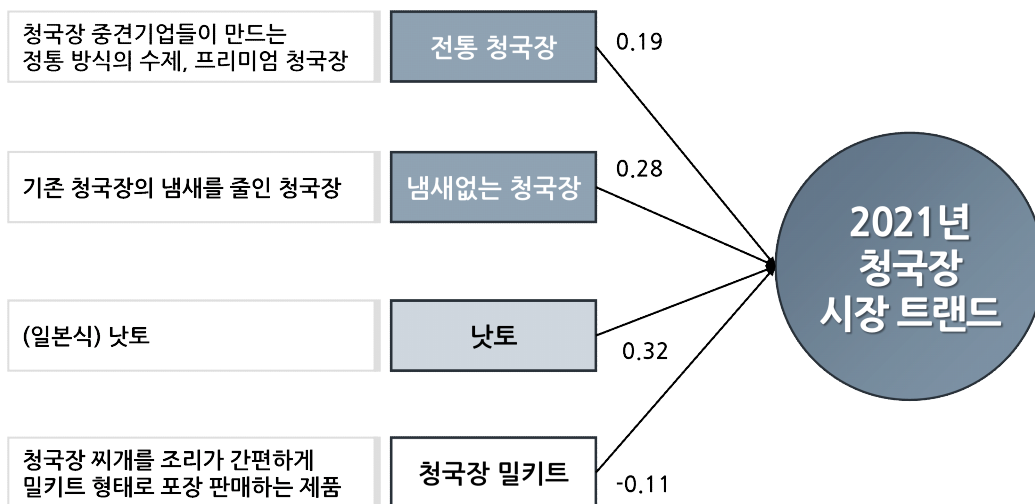 청국장 중견기업들이 만드는
정통 방식의 수제, 프리미엄 청국장
전통 청국장
0.19
기존 청국장의 냄새를 줄인 청국장
냄새없는 청국장
0.28
(일본식) 낫토
낫토
0.32
청국장 찌개를 조리가 간편하게
밀키트 형태로 포장 판매하는 제품
청국장 밀키트
-0.11
2021년
청국장
시장 트랜드